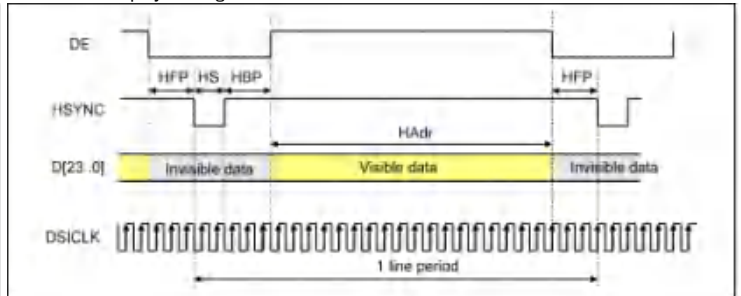 DE
HFP HS HBP HFP
HSYNC
HAdr
D[23 .0] Invisible data Visible data Invisible data
DSICLK
1 line period